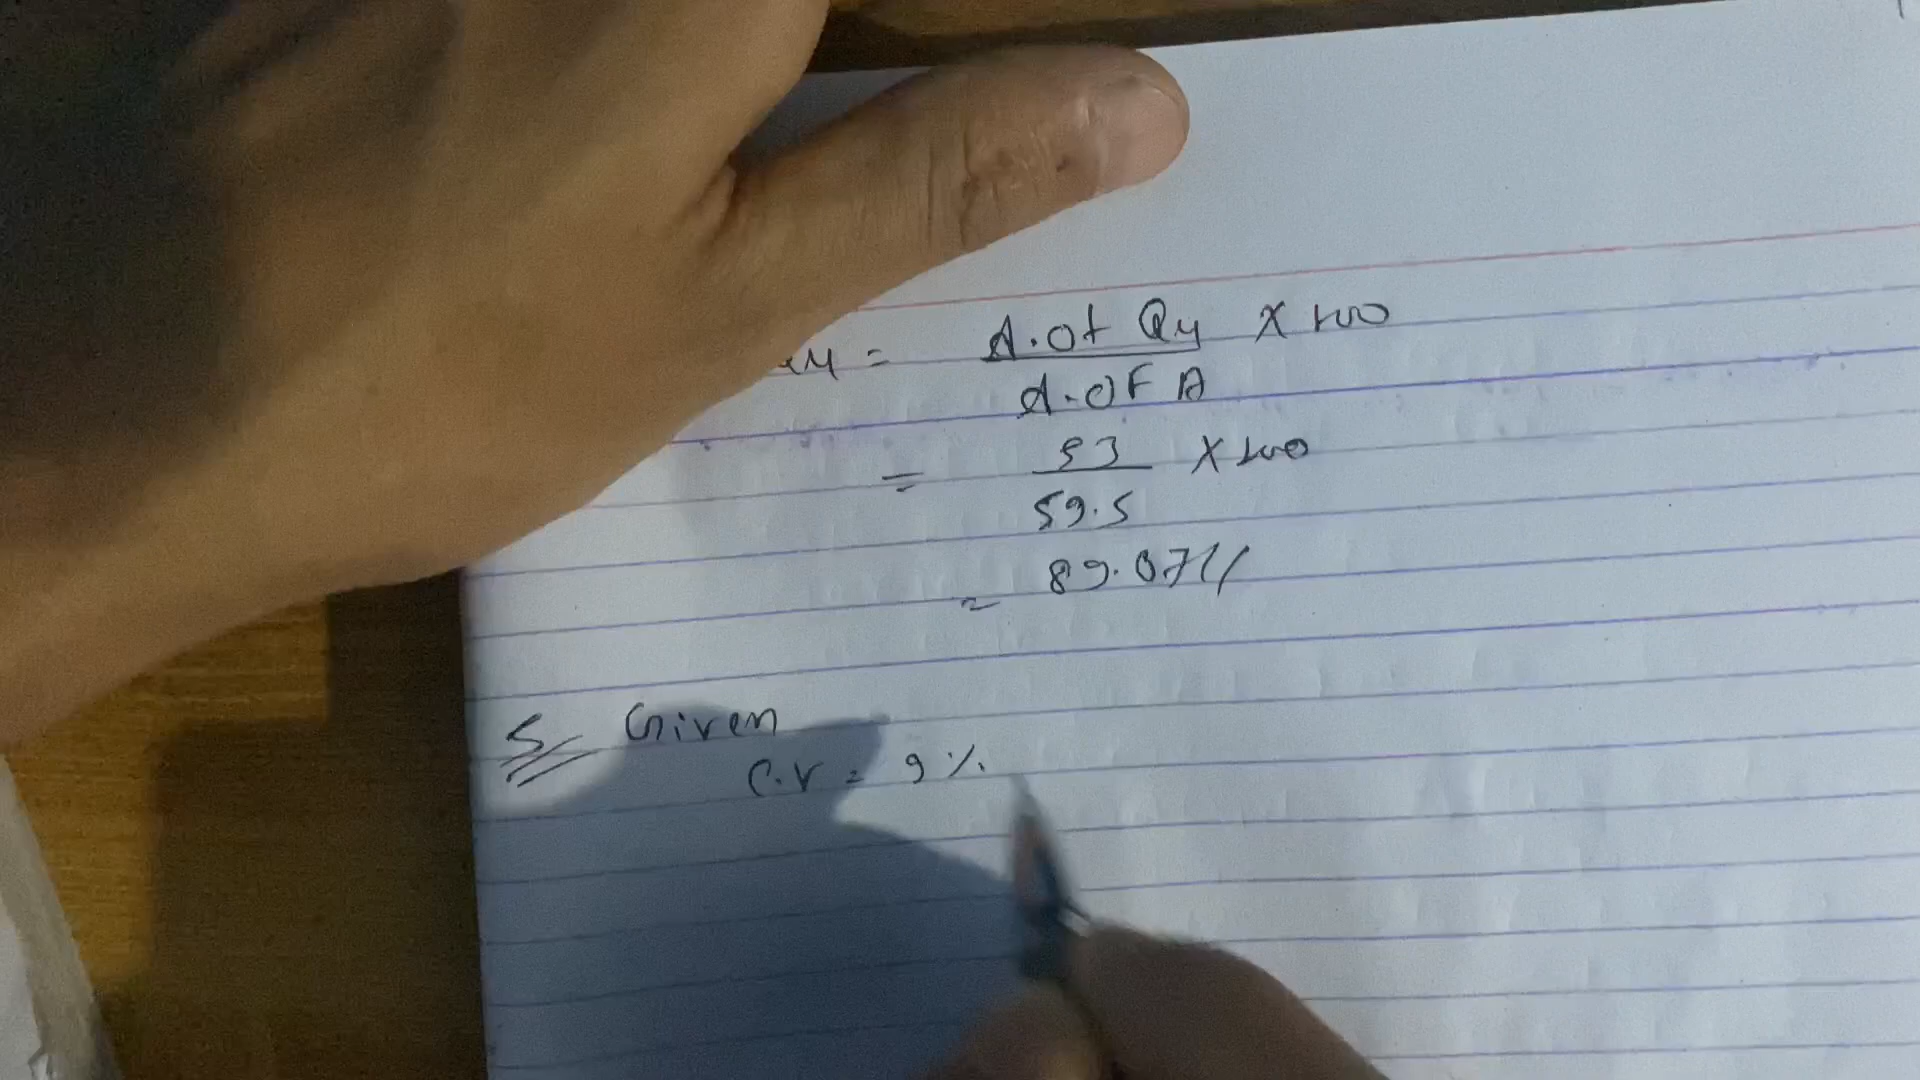 = A.of Q4 × 100
A.OF A
= 53 × 100
59.5
= 89.07%
5 Given
C.V = 9%